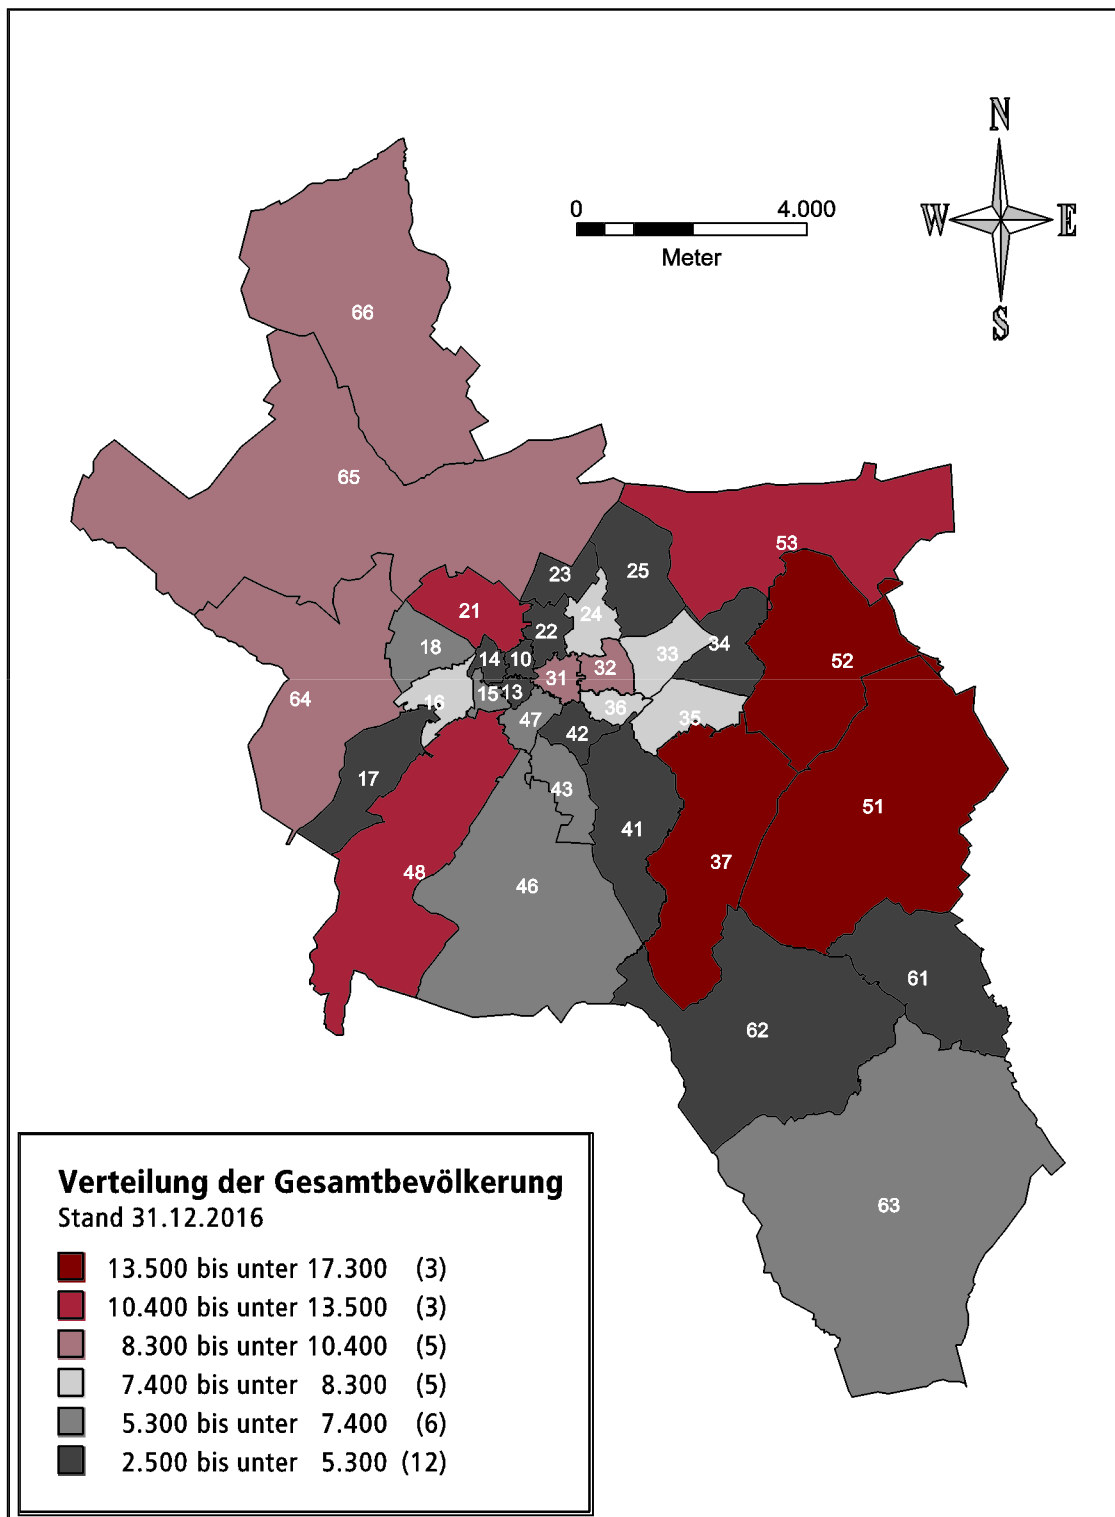 N
0 4.000
W E
Meter
S
66
65
53
23
25
21
24
22
34
18
33
14
10
52
32
31
15
13
64
16
36
47
35
42
17
43
51
41
37
48
46
61
62
63
Verteilung der Gesamtbevölkerung
Stand 31.12.2016
13.500 bis unter 17.300 (3)
10.400 bis unter 13.500 (3)
8.300 bis unter 10.400 (5)
7.400 bis unter 8.300 (5)
5.300 bis unter 7.400 (6)
2.500 bis unter 5.300 (12)